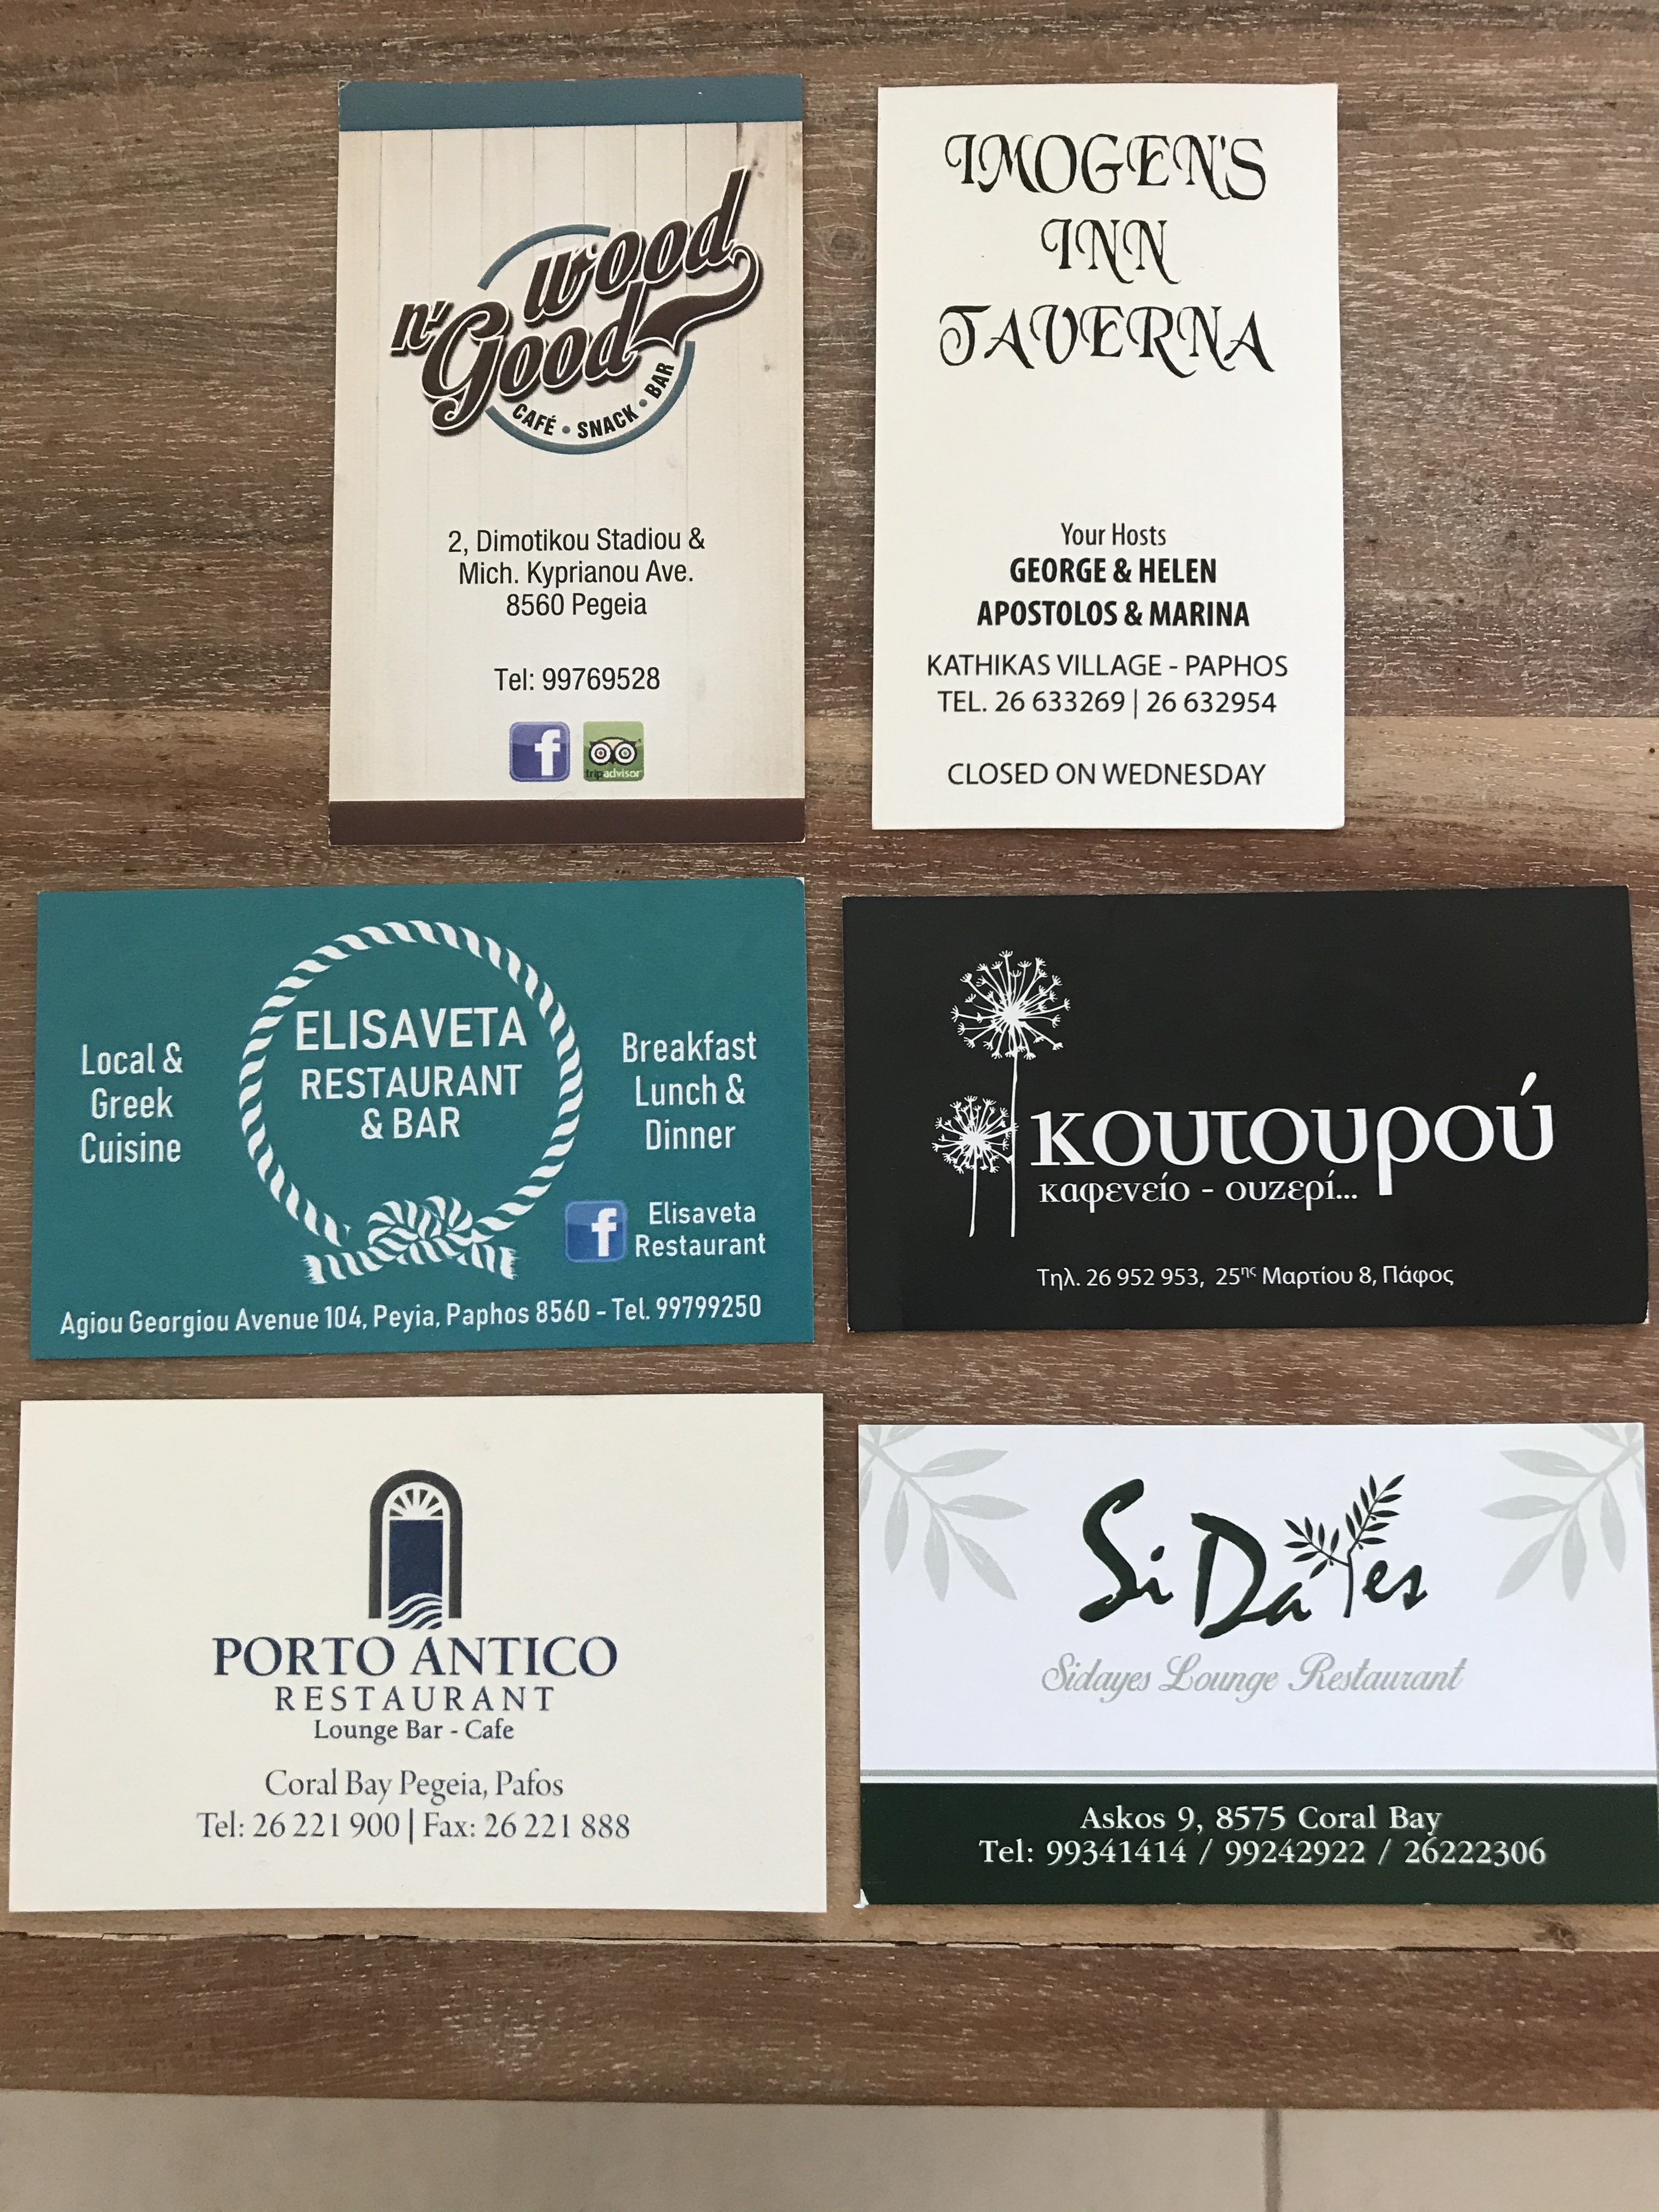 wood
n' Good
CAFÉ • SNACK • BAR
2, Dimotikou Stadiou &
Mich. Kyprianou Ave.
8560 Pegeia
Tel: 99769528
f
tripadvisor
IMOGEN'S
INN
TAVERNA
Your Hosts
GEORGE & HELEN
APOSTOLOS & MARINA
KATHIKAS VILLAGE - PAPHOS
TEL. 26 633269 | 26 632954
CLOSED ON WEDNESDAY
Local &
Greek
Cuisine
ELISAVETA
RESTAURANT
& BAR
Breakfast
Lunch &
Dinner
f
Elisaveta
Restaurant
Agiou Georgiou Avenue 104, Peyia, Paphos 8560 - Tel. 99799250
κουτουρού
καφενείο - ουζερί...
Τηλ. 26 952 953, 25ης Μαρτίου 8, Πάφος
PORTO ANTICO
RESTAURANT
Lounge Bar - Cafe
Coral Bay Pegeia, Pafos
Tel: 26 221 900 | Fax: 26 221 888
SiDayes
Sidayes Lounge Restaurant
Askos 9, 8575 Coral Bay
Tel: 99341414 / 99242922 / 26222306